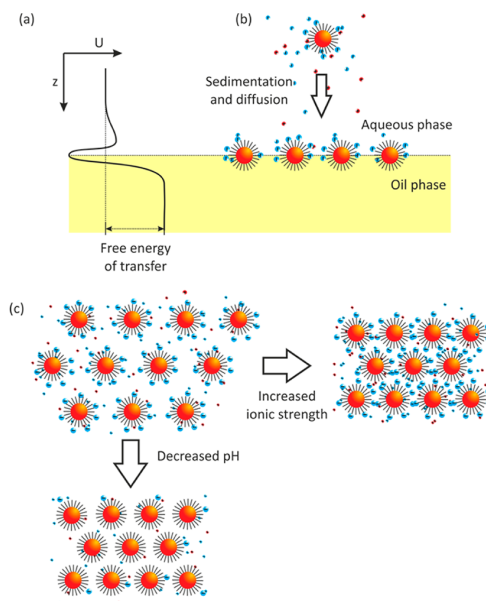 (a)
U
z
Free energy
of transfer
(b)
Sedimentation
and diffusion
Aqueous phase
Oil phase
(c)
Increased
ionic strength
Decreased pH